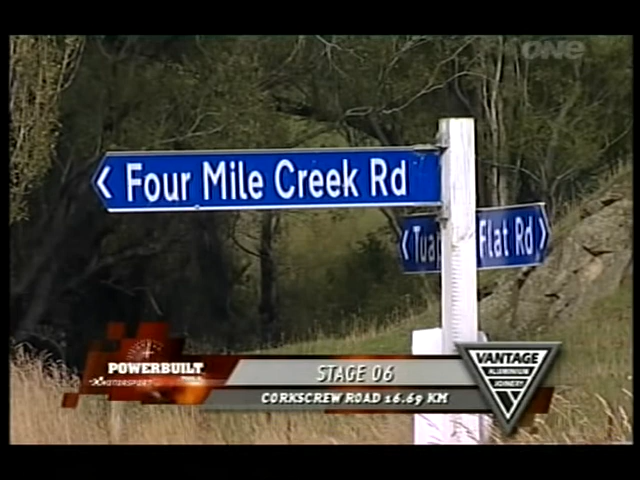 ONE
< Four Mile Creek Rd
Flat Rd >
POWERBUILT
MOTORSPORT
STAGE 06
CORKSCREW ROAD 16.69 KM
VANTAGE
ALUMINIUM
JOINERY